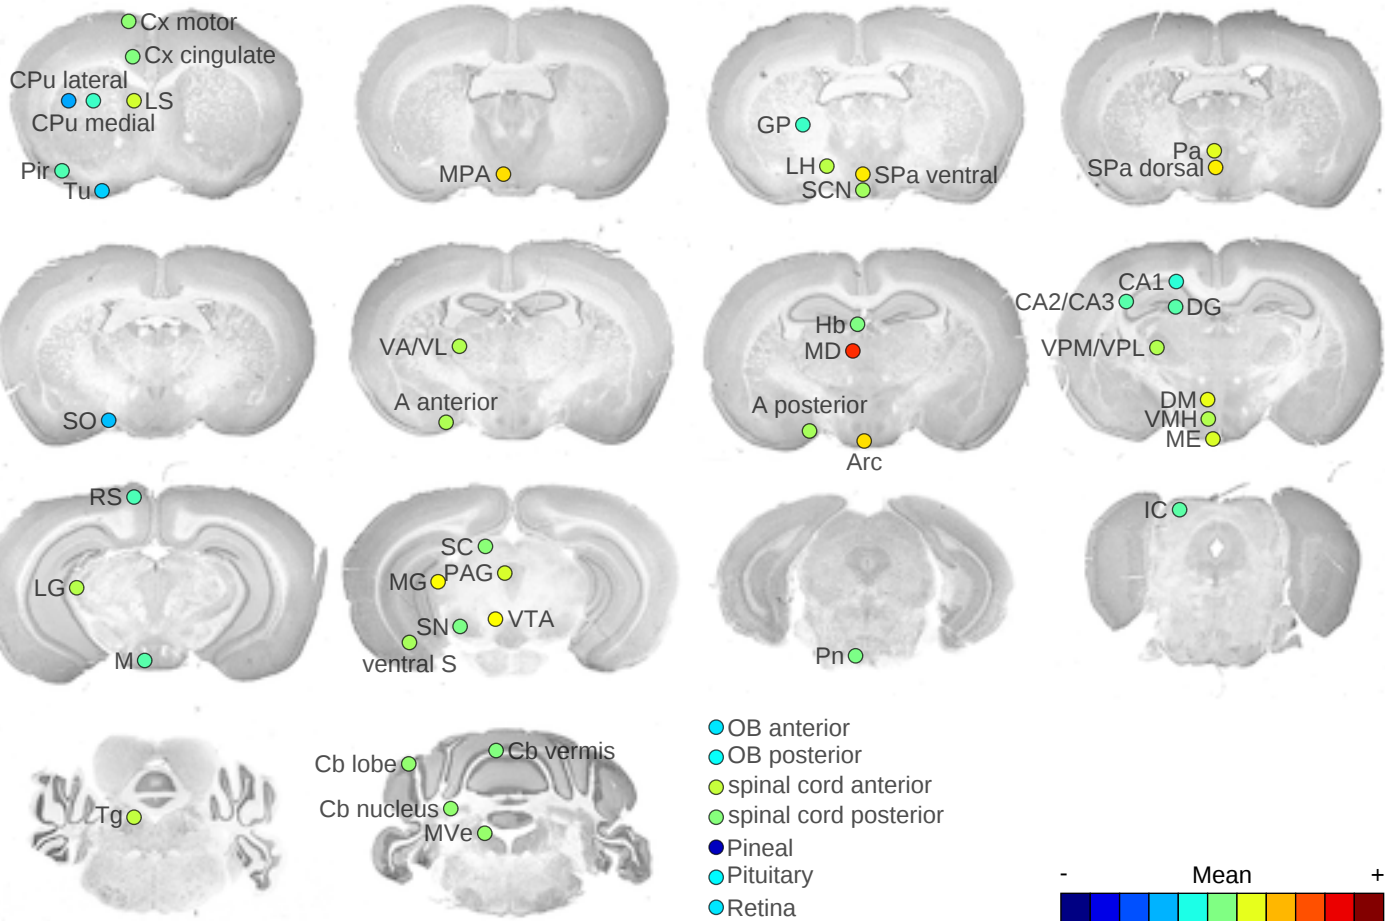 Cx motor
Cx cingulate
CPu lateral
LS
CPu medial
Pir
Tu
MPA
GP
LH
SPa ventral
SCN
Pa
SPa dorsal
SO
VA/VL
A anterior
Hb
MD
A posterior
Arc
CA1
CA2/CA3
DG
VPM/VPL
DM
VMH
ME
RS
LG
M
SC
MG
PAG
SN
VTA
ventral S
Pn
IC
Tg
Cb lobe
Cb vermis
Cb nucleus
MVe
OB anterior
OB posterior
spinal cord anterior
spinal cord posterior
Pineal
Pituitary
Retina
- Mean +